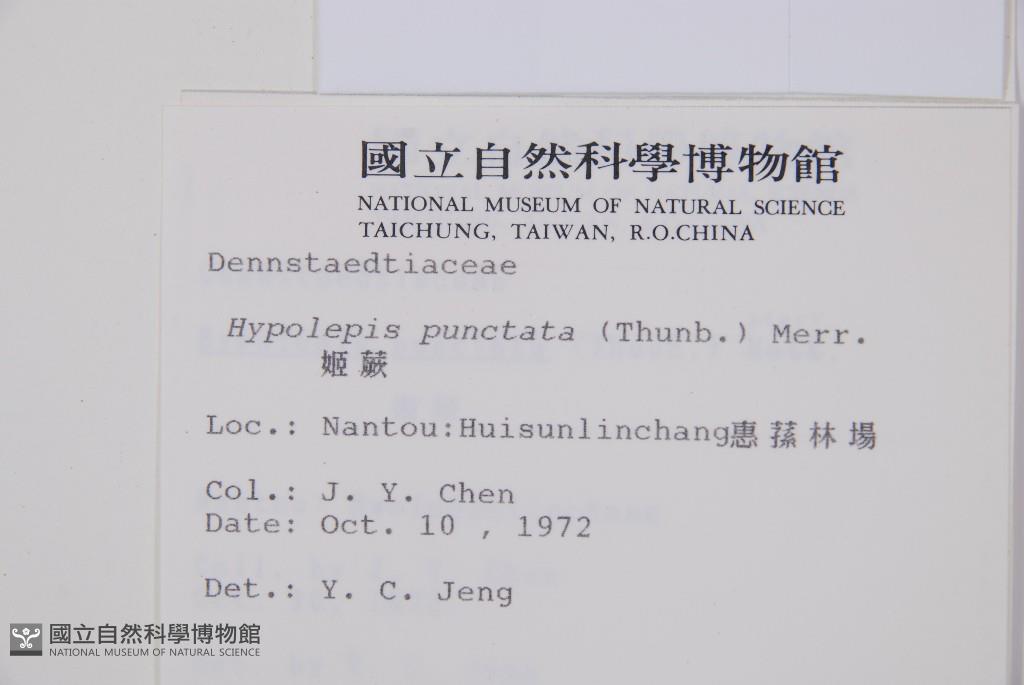 國立自然科學博物館
NATIONAL MUSEUM OF NATURAL SCIENCE
TAICHUNG, TAIWAN, R.O.CHINA
Dennstaedtiaceae
Hypolepis punctata (Thunb.) Merr.
姬蕨
Loc.: Nantou:Huisunlinchang惠蓀林場
Col.: J. Y. Chen
Date: Oct. 10 , 1972
Det.: Y. C. Jeng
國立自然科學博物館
NATIONAL MUSEUM OF NATURAL SCIENCE